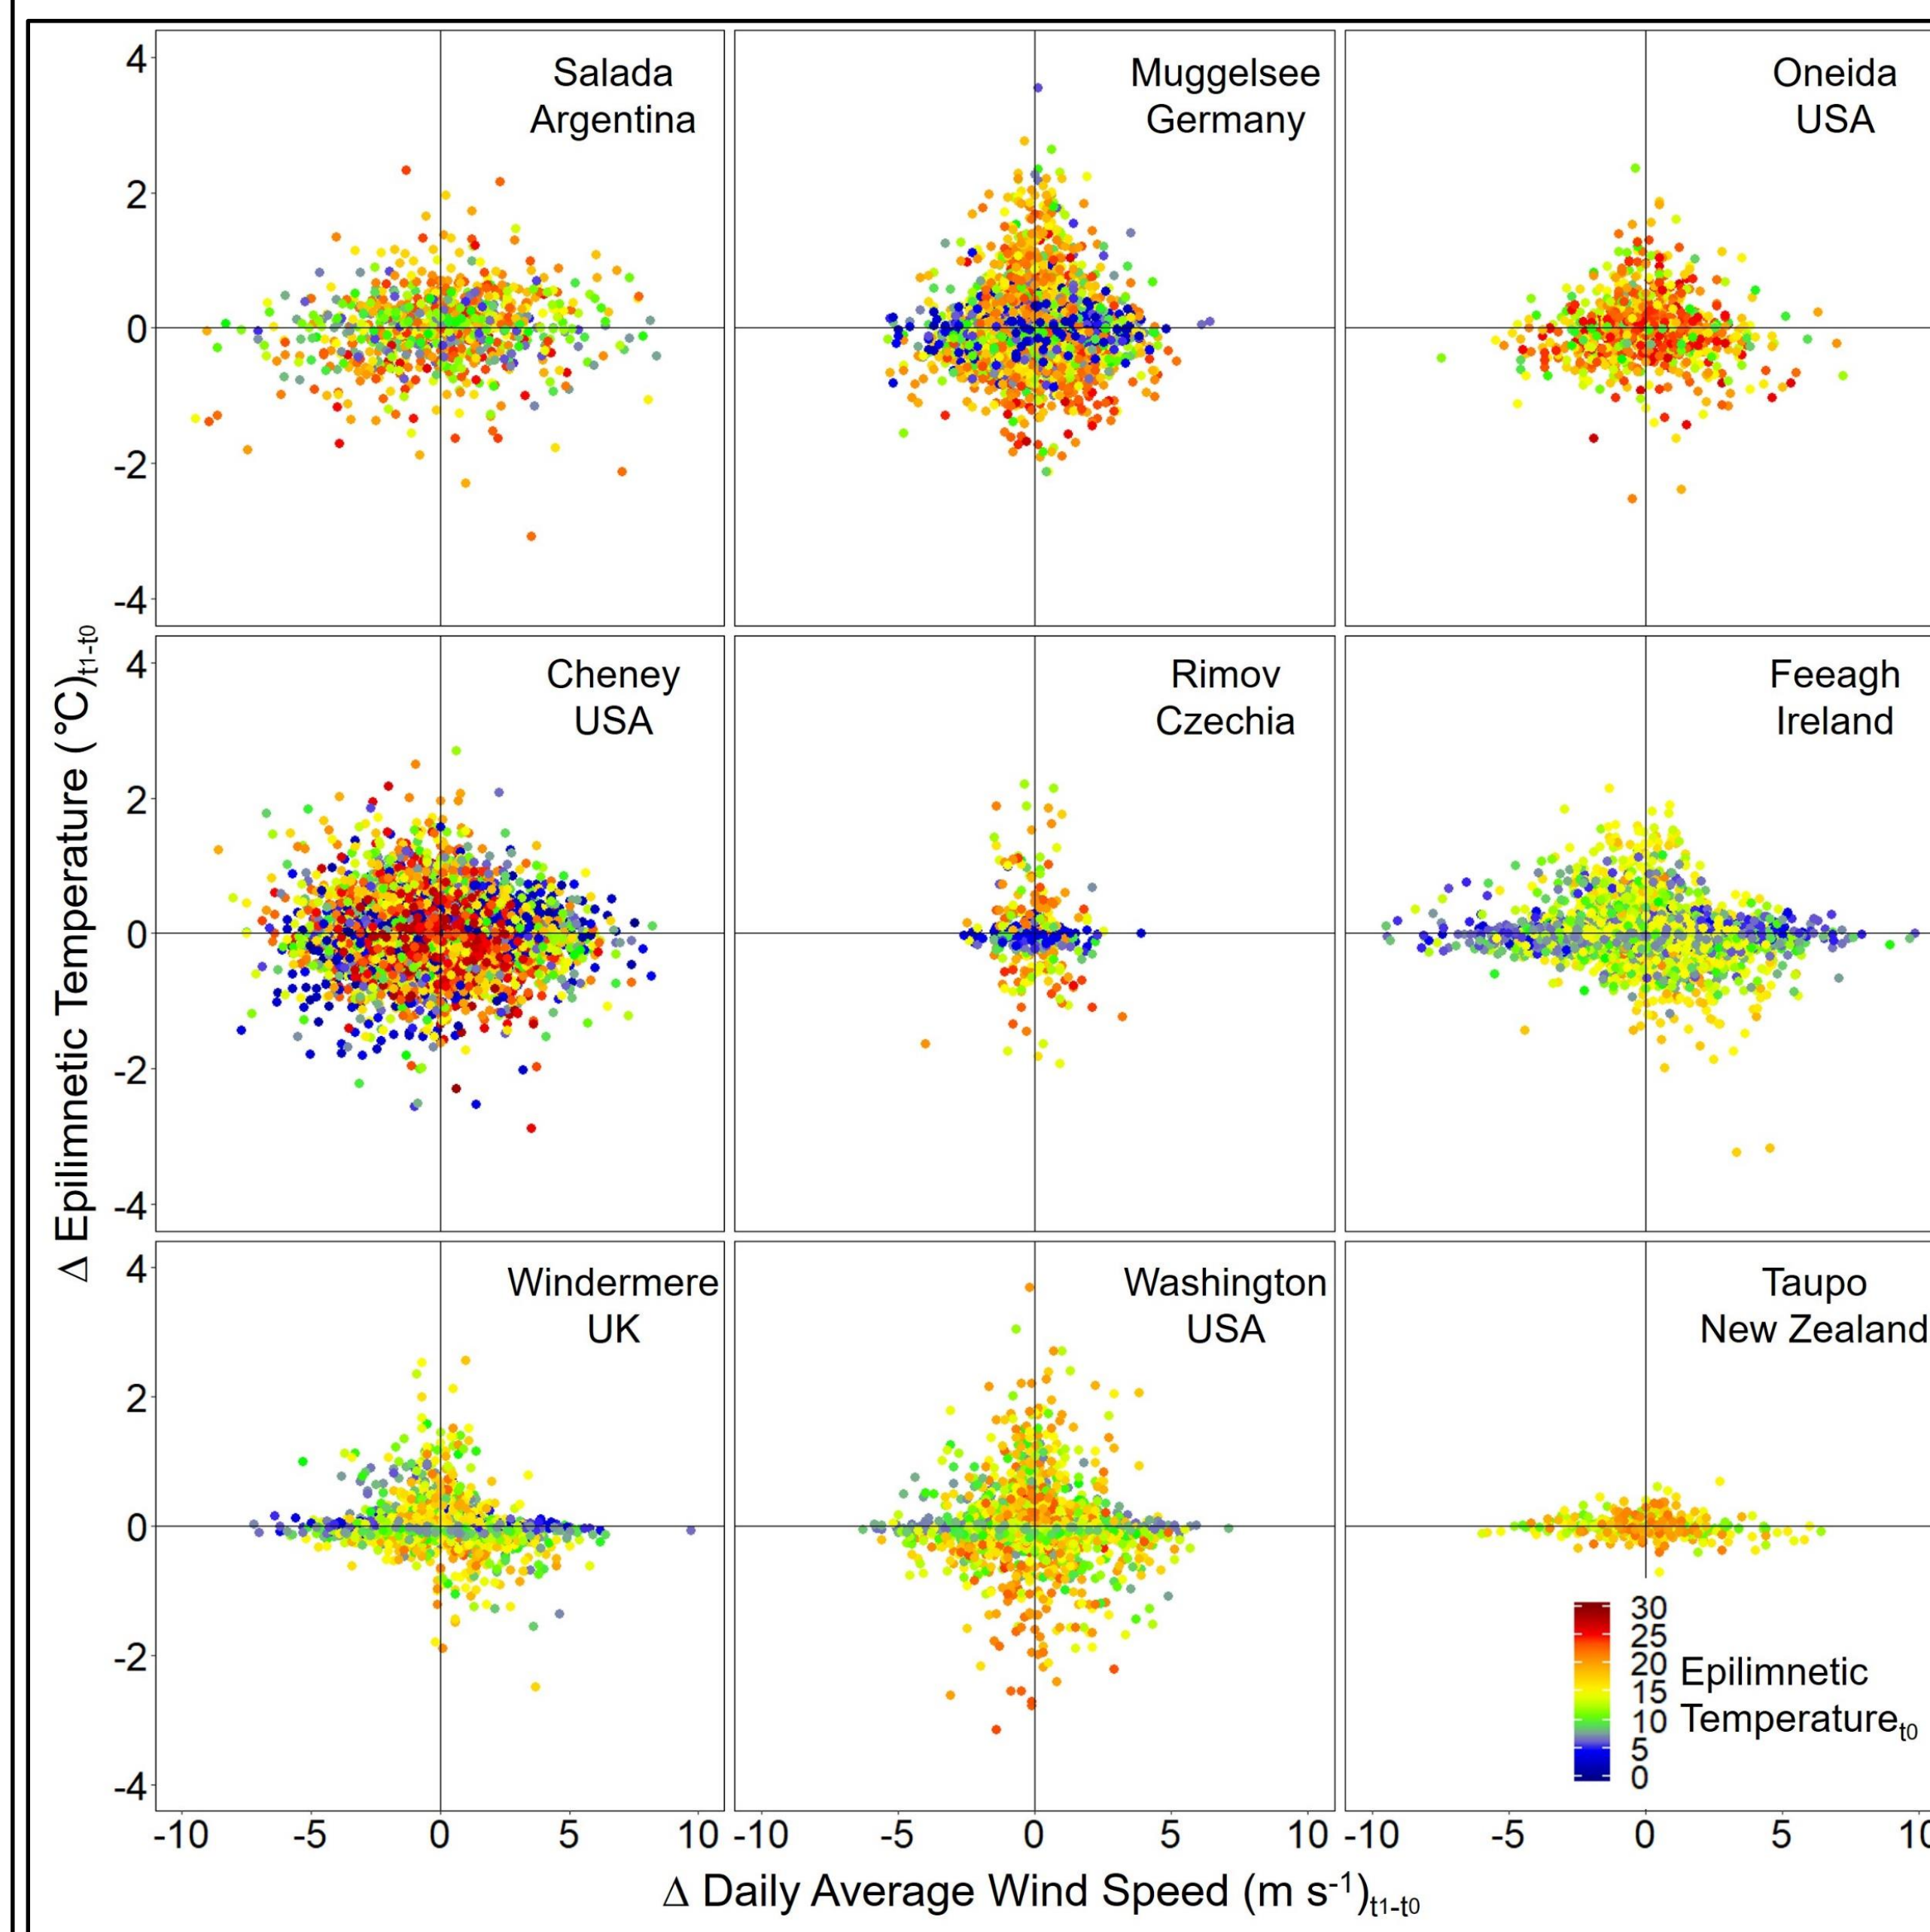 Salada
Argentina
Muggelsee
Germany
Oneida
USA
4
2
0
-2
-4
Cheney
USA
Rimov
Czechia
Feeagh
Ireland
4
2
0
-2
-4
Δ Epilimnetic Temperature (°C)t1-t0
Windermere
UK
Washington
USA
Taupo
New Zealand
4
2
0
-2
-4
30
25
20
15
10
5
0
Epilimnetic
Temperaturet0
-10 -5 0 5 10 -10 -5 0 5 10 -10 -5 0 5 10
Δ Daily Average Wind Speed (m s-1)t1-t0